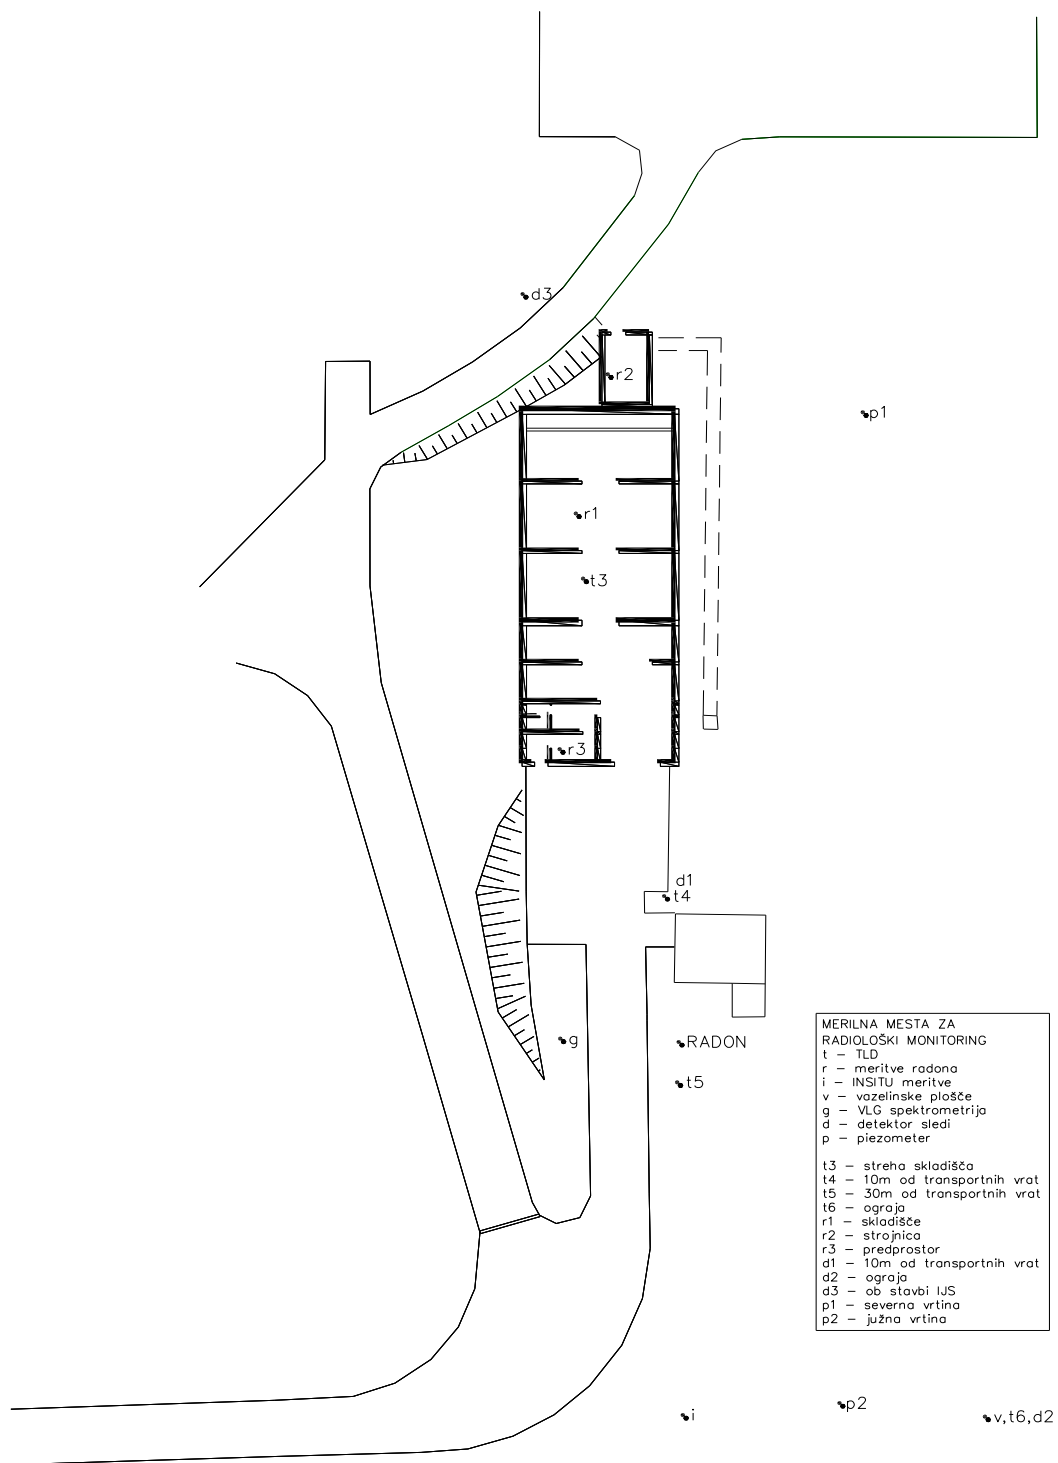 d3
r2
p1
r1
t3
r3
d1
t4
g
RADON
t5
MERILNA MESTA ZA
RADIOLOŠKI MONITORING
t – TLD
r – meritve radona
i – INSITU meritve
v – vazelinske plošče
g – VLG spektrometrija
d – detektor sledi
p – piezometer
t3 – streha skladišča
t4 – 10m od transportnih vrat
t5 – 30m od transportnih vrat
t6 – ograja
r1 – skladišče
r2 – strojnica
r3 – predprostor
d1 – 10m od transportnih vrat
d2 – ograja
d3 – ob stavbi IJS
p1 – severna vrtina
p2 – južna vrtina
i
p2
v,t6,d2